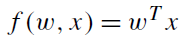 f(w, x) = w^T x